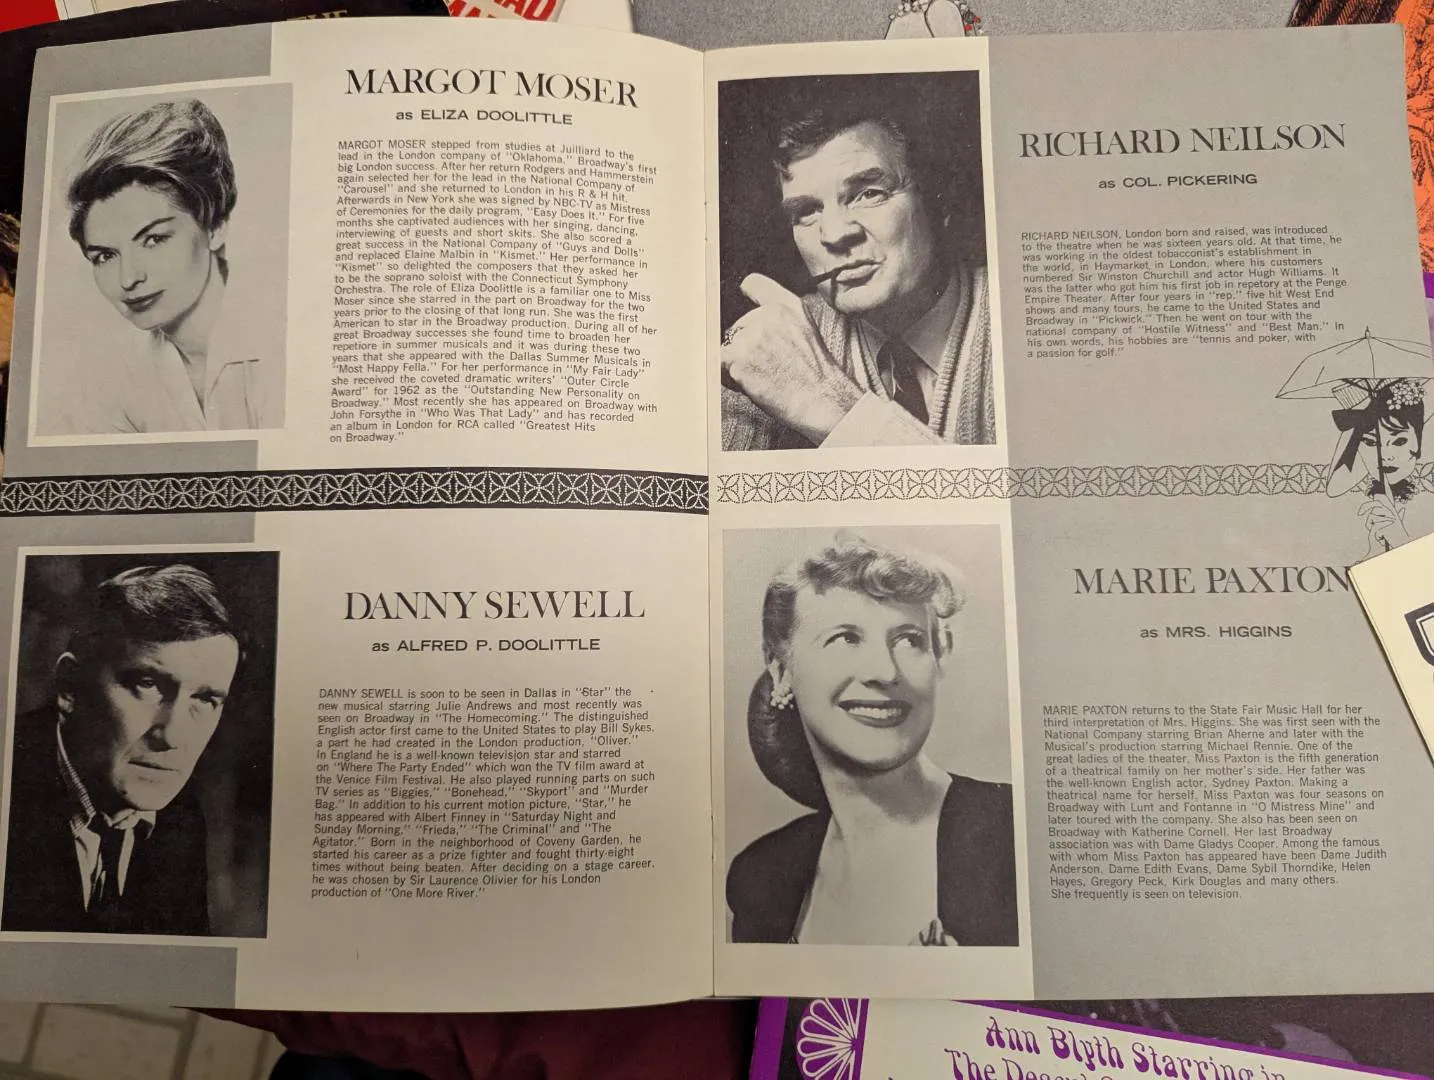 MARGOT MOSER
as ELIZA DOOLITTLE
MARGOT MOSER stepped from studies at Juilliard to the
lead in the London company of "Oklahoma," Broadway's first
big London success. After her return Rodgers and Hammerstein
again selected her for the lead in the National Company of
"Carousel" and she returned to London in his R & H hit.
Afterwards in New York she was signed by NBC-TV as Mistress
of Ceremonies for the daily program, "Easy Does It." For five
months she captivated audiences with her singing, dancing,
interviewing of guests and short skits. She also scored a
great success in the National Company of "Guys and Dolls"
and replaced Elaine Malbin in "Kismet." Her performance in
"Kismet" so delighted the composers that they asked her
to be the soprano soloist with the Connecticut Symphony
Orchestra. The role of Eliza Doolittle is a familiar one to Miss
Moser since she starred in the part on Broadway for the two
years prior to the closing of that long run. She was the first
American to star in the Broadway production. During all of her
great Broadway successes she found time to broaden her
repetiore in summer musicals and it was during these two
years that she appeared with the Dallas Summer Musicals in
"Most Happy Fella." For her performance in "My Fair Lady"
she received the coveted dramatic writers' "Outer Circle
Award" for 1962 as the "Outstanding New Personality on
Broadway." Most recently she has appeared on Broadway with
John Forsythe in "Who Was That Lady" and has recorded
an album in London for RCA called "Greatest Hits
on Broadway."
DANNY SEWELL
as ALFRED P. DOOLITTLE
DANNY SEWELL is soon to be seen in Dallas in "Star" the
new musical starring Julie Andrews and most recently was
seen on Broadway in "The Homecoming." The distinguished
English actor first came to the United States to play Bill Sykes,
a part he had created in the London production, "Oliver."
In England he is a well-known television star and starred
on "Where The Party Ended" which won the TV film award at
the Venice Film Festival. He also played running parts on such
TV series as "Biggies," "Bonehead," "Skyport" and "Murder
Bag." In addition to his current motion picture, "Star," he
has appeared with Albert Finney in "Saturday Night and
Sunday Morning," "Frieda," "The Criminal" and "The
Agitator." Born in the neighborhood of Coveny Garden, he
started his career as a prize fighter and fought thirty-eight
times without being beaten. After deciding on a stage career,
he was chosen by Sir Laurence Olivier for his London
production of "One More River."
RICHARD NEILSON
as COL. PICKERING
RICHARD NEILSON, London born and raised, was introduced
to the theatre when he was sixteen years old. At that time, he
was working in the oldest tobacconist's establishment in
the world, in Haymarket in London, where his customers
numbered Sir Winston Churchill and actor Hugh Williams. It
was the latter who got him his first job in repetory at the Penge
Empire Theater. After four years in "rep." five hit West End
shows and many tours, he came to the United States and
Broadway in "Pickwick." Then he went on tour with the
national company of "Hostile Witness" and "Best Man." In
his own words, his hobbies are "tennis and poker, with
a passion for golf."
MARIE PAXTON
as MRS. HIGGINS
MARIE PAXTON returns to the State Fair Music Hall for her
third interpretation of Mrs. Higgins. She was first seen with the
National Company starring Brian Aherne and later with the
Musical's production starring Michael Rennie. One of the
great ladies of the theater, Miss Paxton is the fifth generation
of a theatrical family on her mother's side. Her father was
the well-known English actor, Sydney Paxton. Making a
theatrical name for herself, Miss Paxton was four seasons on
Broadway with Lunt and Fontanne in "O Mistress Mine" and
later toured with the company. She also has been seen on
Broadway with Katherine Cornell. Her last Broadway
association was with Dame Gladys Cooper. Among the famous
with whom Miss Paxton has appeared have been Dame Judith
Anderson, Dame Edith Evans, Dame Sybil Thorndike, Helen
Hayes, Gregory Peck, Kirk Douglas and many others.
She frequently is seen on television.
Ann Blyth Starring in
The